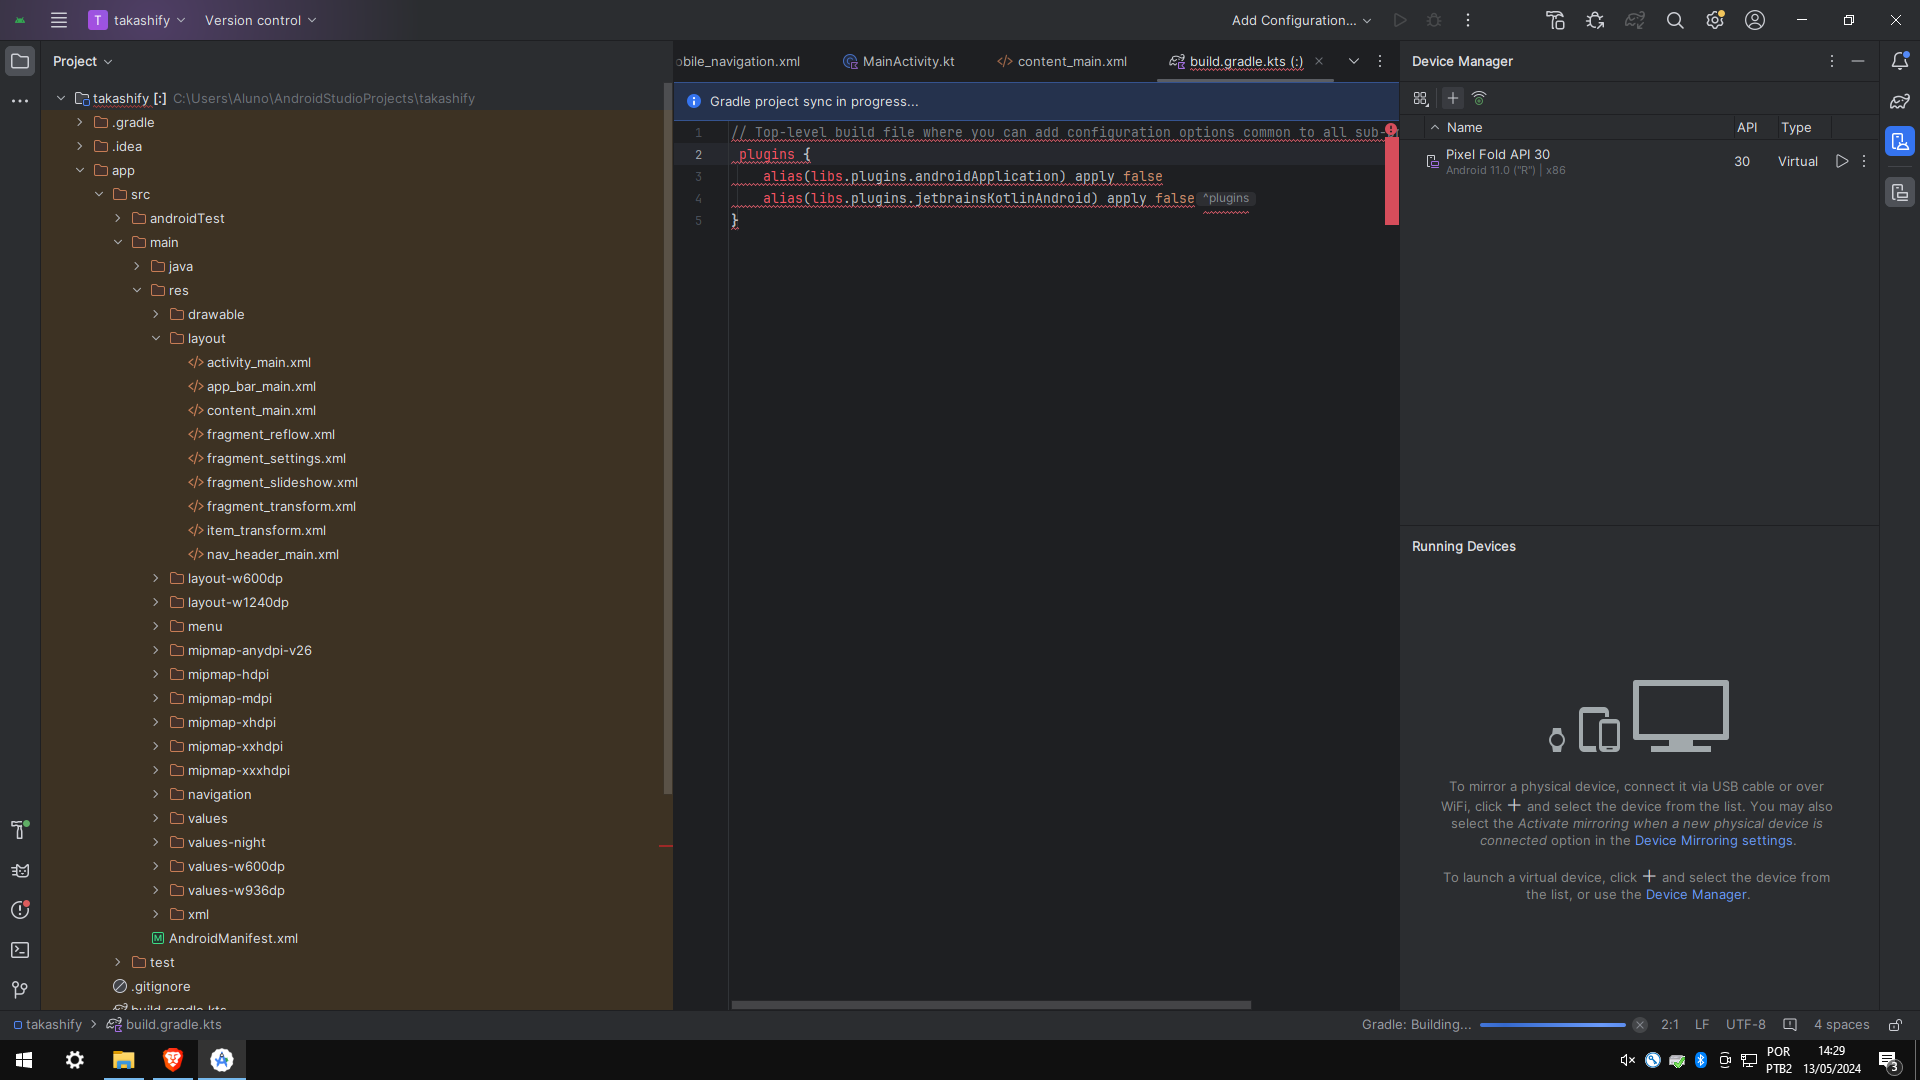 T takashify
Version control
Add Configuration...
Project
obile_navigation.xml
MainActivity.kt
content_main.xml
build.gradle.kts (:)
Device Manager
takashify [:] C:\Users\Aluno\AndroidStudioProjects\takashify
.gradle
.idea
app
src
androidTest
main
java
res
drawable
layout
activity_main.xml
app_bar_main.xml
content_main.xml
fragment_reflow.xml
fragment_settings.xml
fragment_slideshow.xml
fragment_transform.xml
item_transform.xml
nav_header_main.xml
layout-w600dp
layout-w1240dp
menu
mipmap-anydpi-v26
mipmap-hdpi
mipmap-mdpi
mipmap-xhdpi
mipmap-xxhdpi
mipmap-xxxhdpi
navigation
values
values-night
values-w600dp
values-w936dp
xml
AndroidManifest.xml
test
.gitignore
build.gradle.kts
Gradle project sync in progress...
1 // Top-level build file where you can add configuration options common to all sub-
2 plugins {
3 alias(libs.plugins.androidApplication) apply false
4 alias(libs.plugins.jetbrainsKotlinAndroid) apply false ^plugins
5 }
Name API Type
Pixel Fold API 30 30 Virtual
Android 11.0 ("R") | x86
Running Devices
To mirror a physical device, connect it via USB cable or over
WiFi, click + and select the device from the list. You may also
select the Activate mirroring when a new physical device is
connected option in the Device Mirroring settings.
To launch a virtual device, click + and select the device from
the list, or use the Device Manager.
takashify > build.gradle.kts
Gradle: Building...
2:1 LF UTF-8 4 spaces
POR
PTB2
14:29
13/05/2024
3